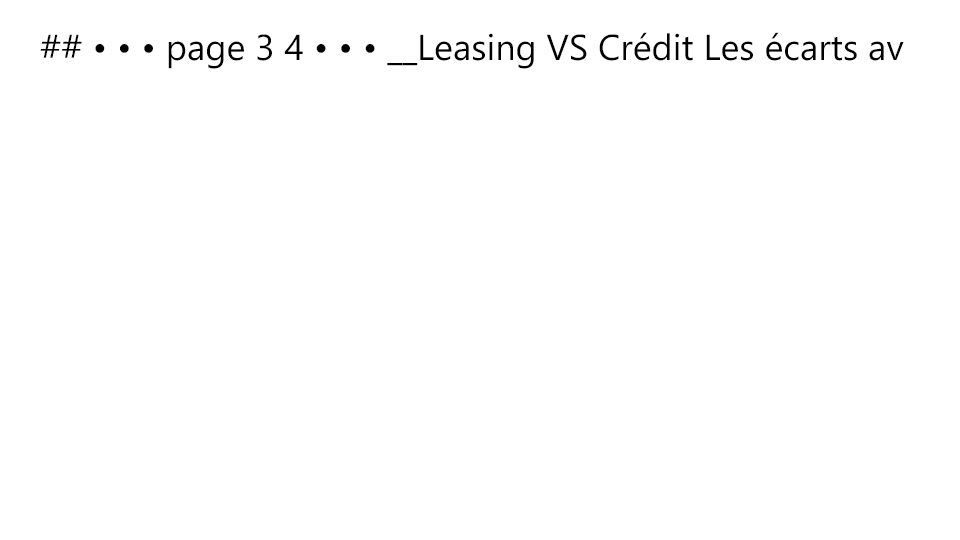 ## • • • page 3 4 • • • __Leasing VS Crédit Les écarts av